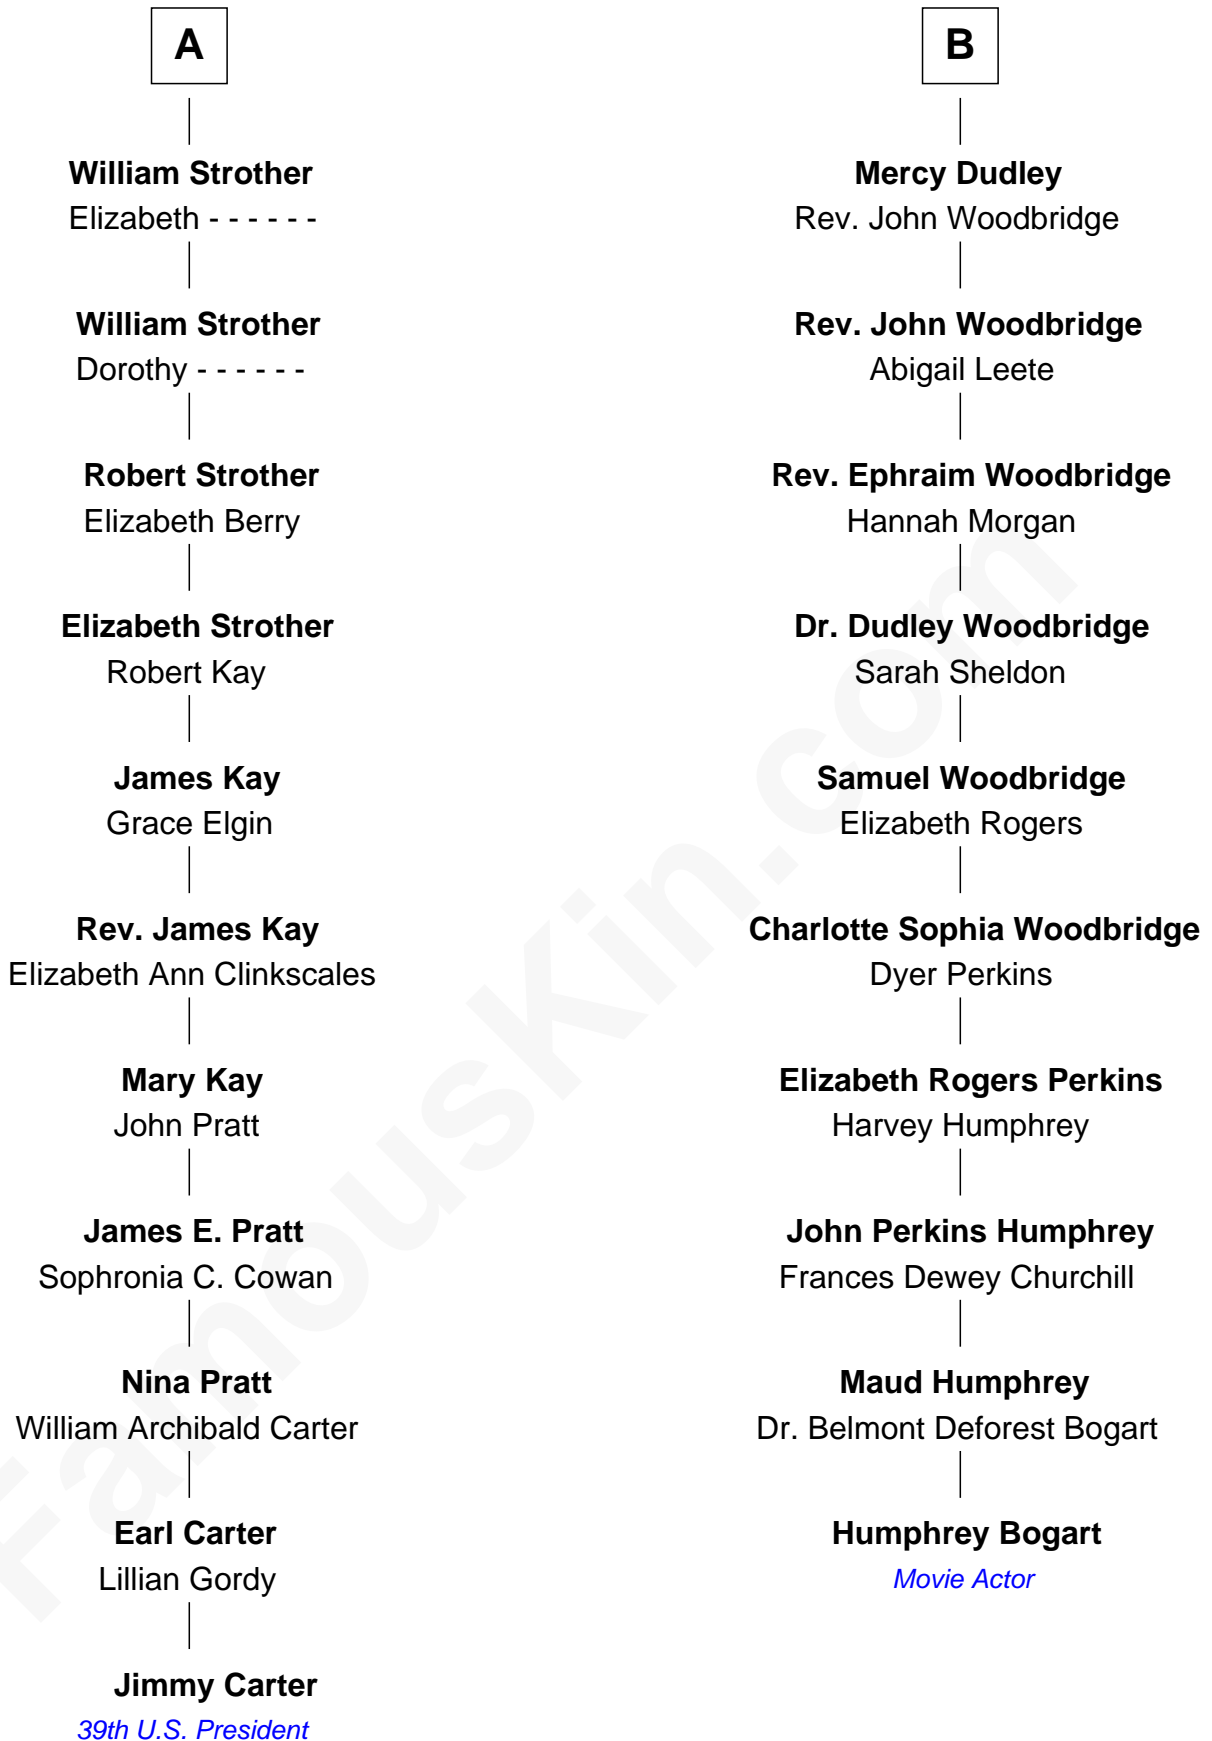 A
William Strother
Elizabeth - - - - - -
William Strother
Dorothy - - - - - -
Robert Strother
Elizabeth Berry
Elizabeth Strother
Robert Kay
James Kay
Grace Elgin
Rev. James Kay
Elizabeth Ann Clinkscales
Mary Kay
John Pratt
James E. Pratt
Sophronia C. Cowan
Nina Pratt
William Archibald Carter
Earl Carter
Lillian Gordy
Jimmy Carter
39th U.S. President
B
Mercy Dudley
Rev. John Woodbridge
Rev. John Woodbridge
Abigail Leete
Rev. Ephraim Woodbridge
Hannah Morgan
Dr. Dudley Woodbridge
Sarah Sheldon
Samuel Woodbridge
Elizabeth Rogers
Charlotte Sophia Woodbridge
Dyer Perkins
Elizabeth Rogers Perkins
Harvey Humphrey
John Perkins Humphrey
Frances Dewey Churchill
Maud Humphrey
Dr. Belmont Deforest Bogart
Humphrey Bogart
Movie Actor
FamousKin.com